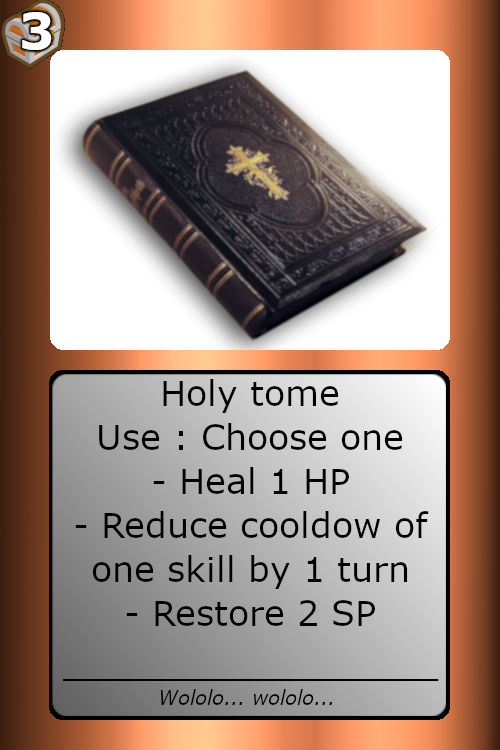 3
Holy tome
Use : Choose one
- Heal 1 HP
- Reduce cooldow of
one skill by 1 turn
- Restore 2 SP
Wololo... wololo...